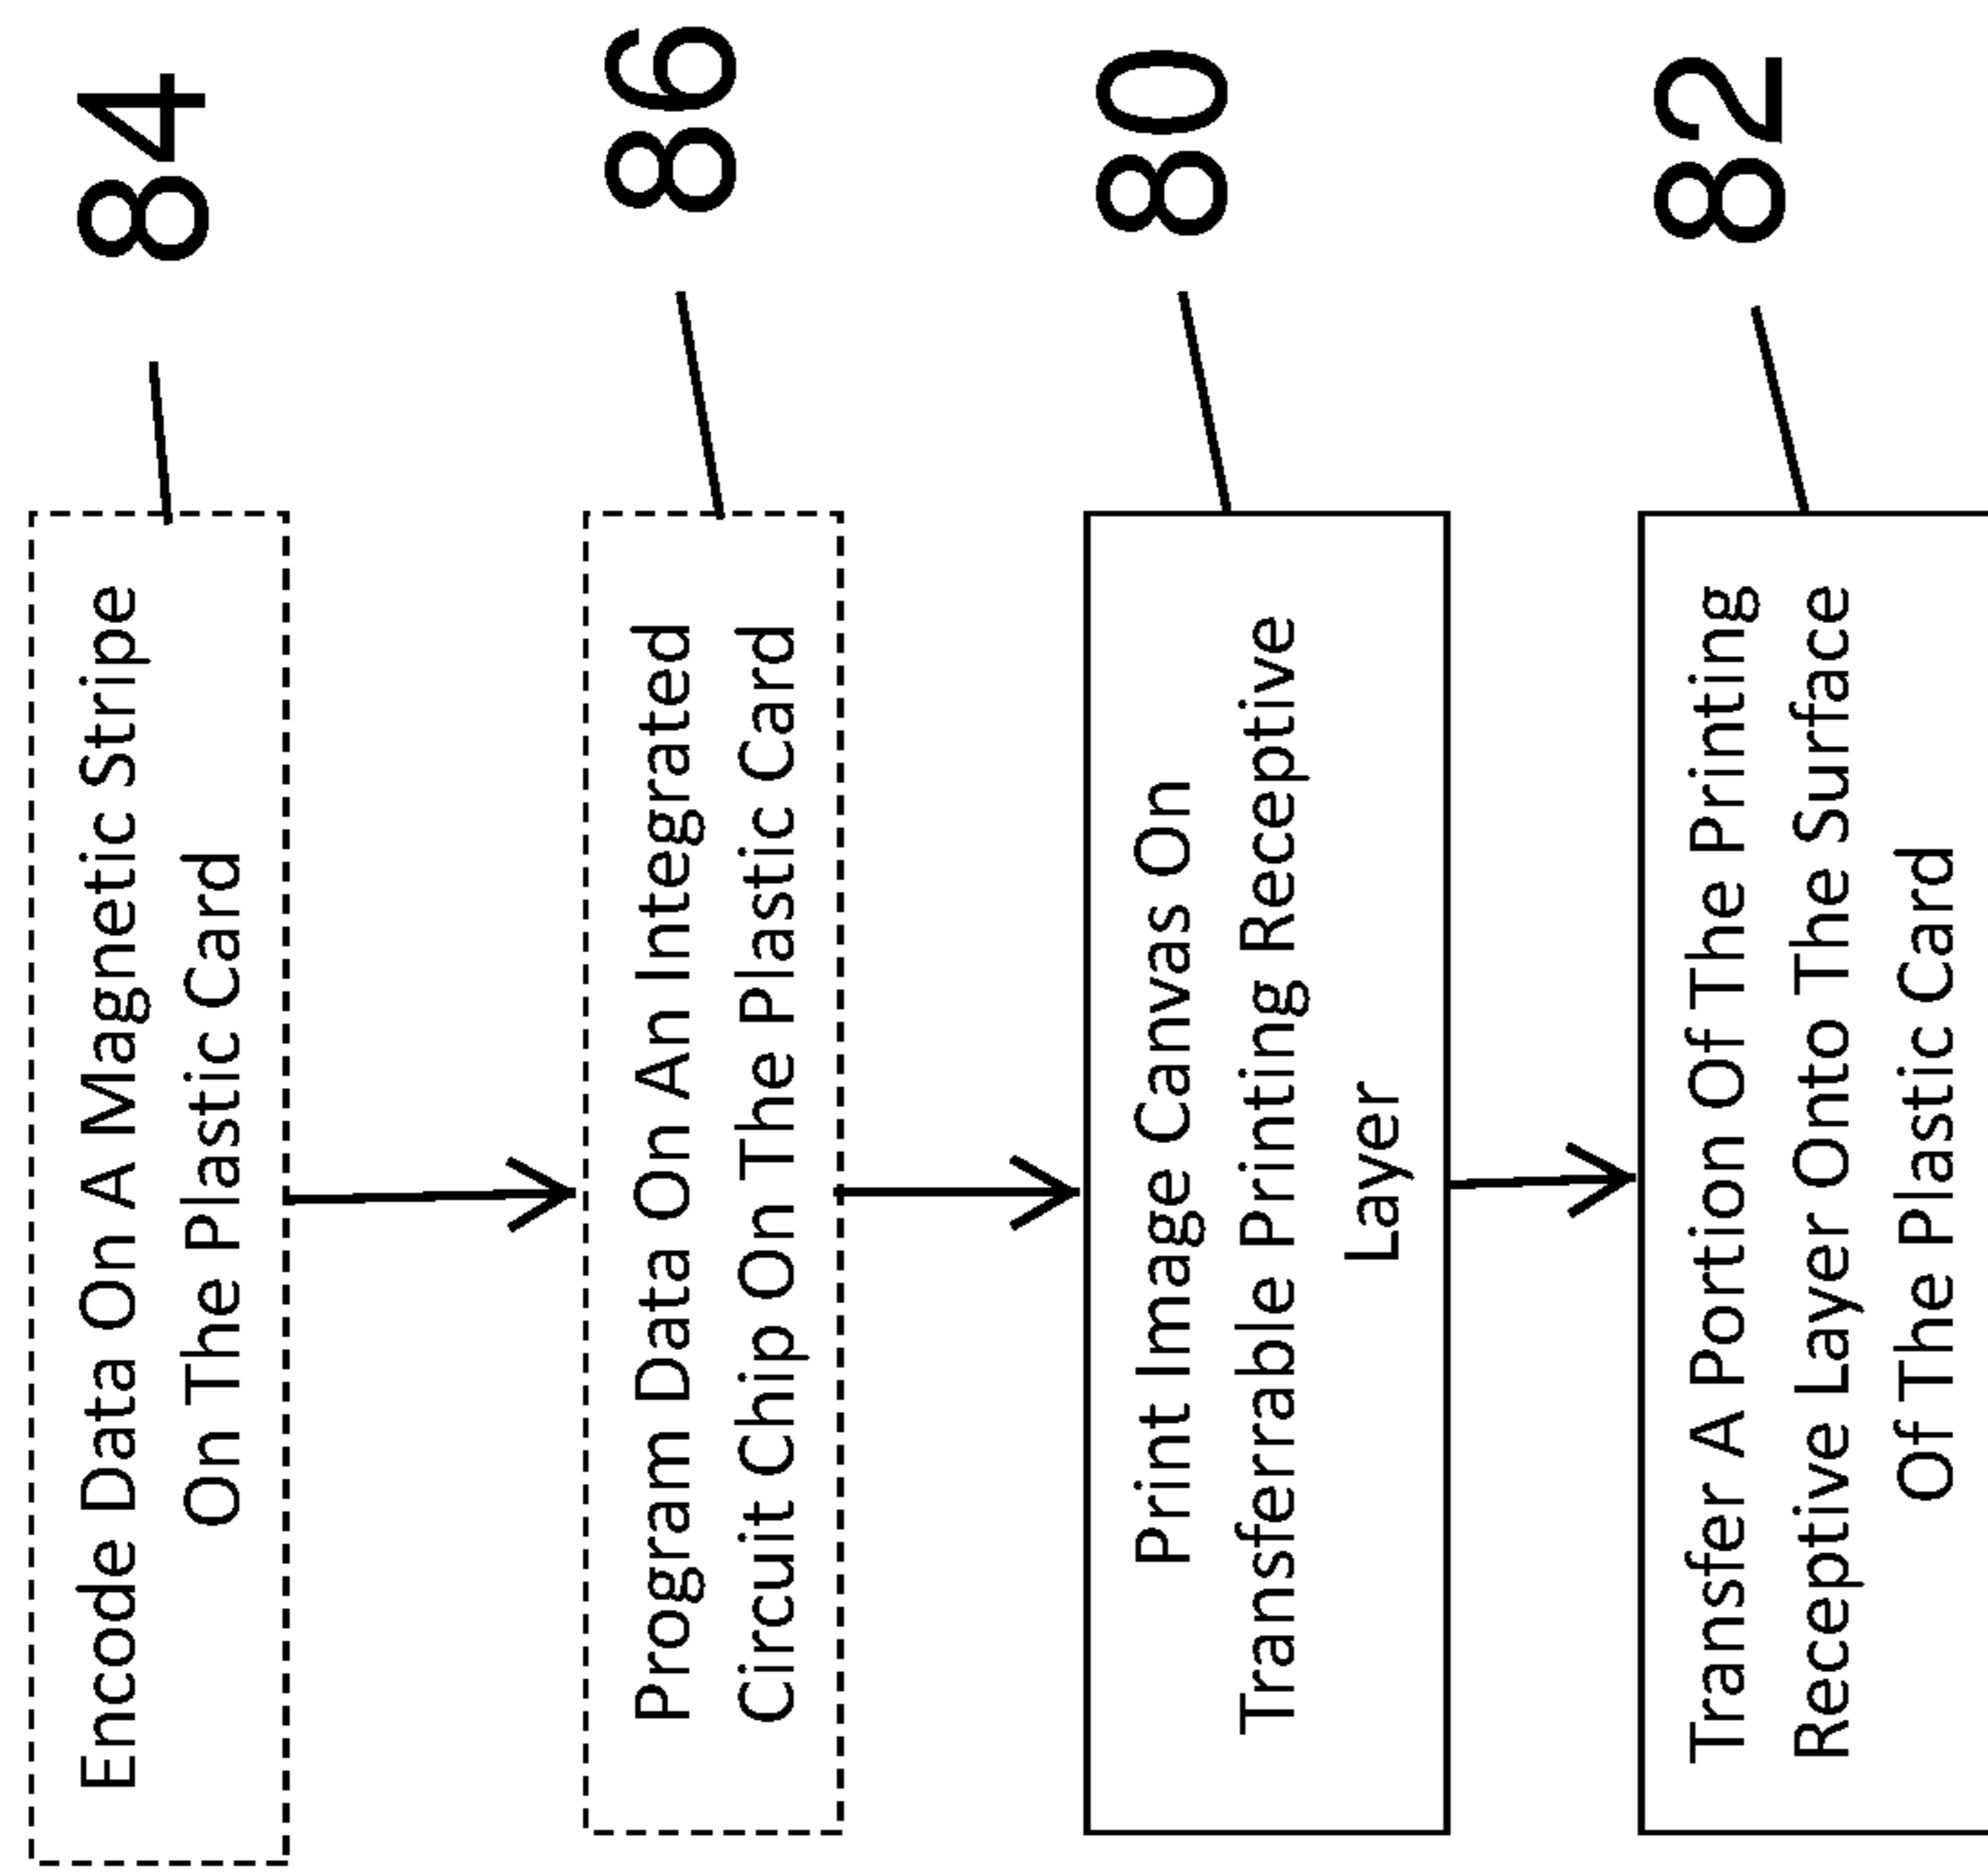 Encode Data On A Magnetic Stripe
On The Plastic Card
84
Program Data On An Integrated
Circuit Chip On The Plastic Card
86
Print Image Canvas On
Transferrable Printing Receptive
Layer
80
Transfer A Portion Of The Printing
Receptive Layer Onto The Surface
Of The Plastic Card
82